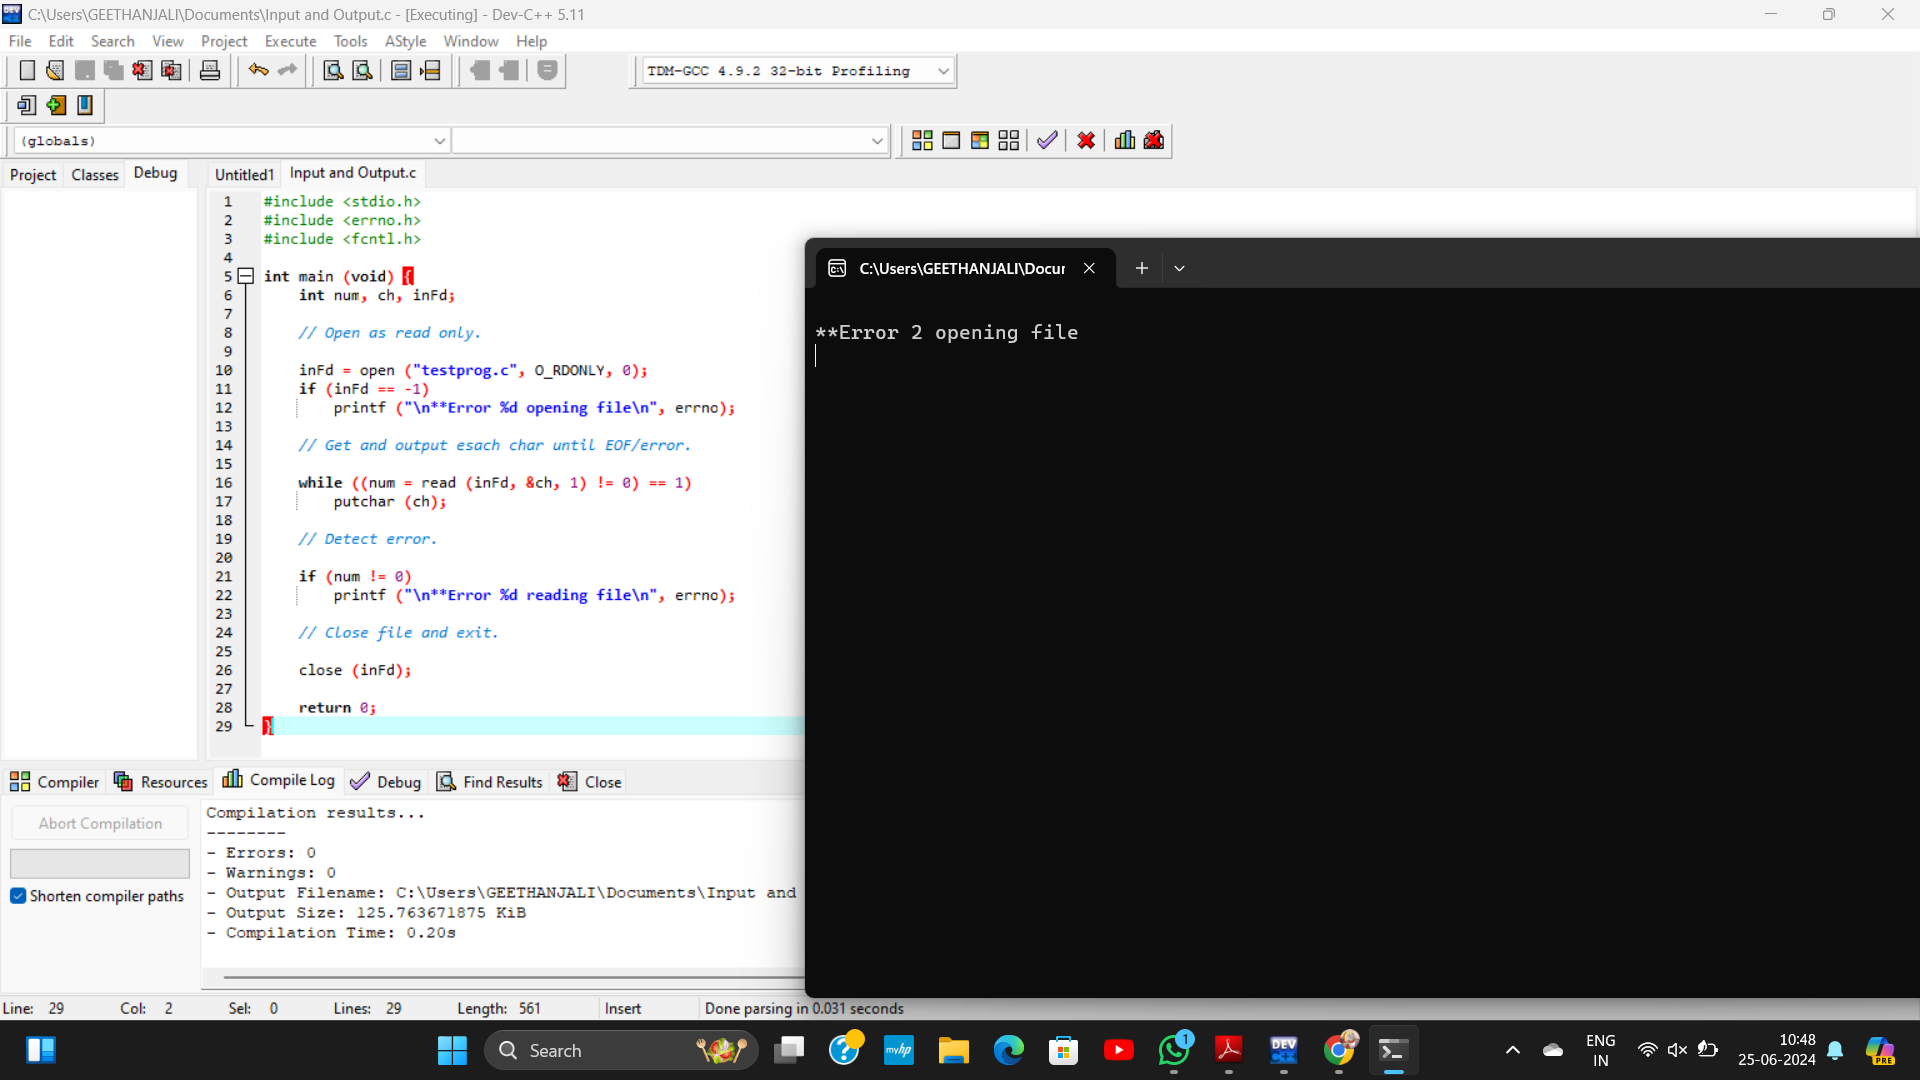 C:\Users\GEETHANJALI\Documents\Input and Output.c - [Executing] - Dev-C++ 5.11
File Edit Search View Project Execute Tools AStyle Window Help
TDM-GCC 4.9.2 32-bit Profiling
(globals)
Project Classes Debug
Untitled1 Input and Output.c
1 #include <stdio.h>
2 #include <errno.h>
3 #include <fcntl.h>
4
5 int main (void) {
6 int num, ch, inFd;
7
8 // Open as read only.
9
10 inFd = open ("testprog.c", O_RDONLY, 0);
11 if (inFd == -1)
12 printf ("\n**Error %d opening file\n", errno);
13
14 // Get and output esach char until EOF/error.
15
16 while ((num = read (inFd, &ch, 1) != 0) == 1)
17 putchar (ch);
18
19 // Detect error.
20
21 if (num != 0)
22 printf ("\n**Error %d reading file\n", errno);
23
24 // Close file and exit.
25
26 close (inFd);
27
28 return 0;
29 }
C:\Users\GEETHANJALI\Docur
**Error 2 opening file
Compiler Resources Compile Log Debug Find Results Close
Abort Compilation
Shorten compiler paths
Compilation results...
--------
- Errors: 0
- Warnings: 0
- Output Filename: C:\Users\GEETHANJALI\Documents\Input and
- Output Size: 125.763671875 KiB
- Compilation Time: 0.20s
Line: 29 Col: 2 Sel: 0 Lines: 29 Length: 561 Insert Done parsing in 0.031 seconds
Search
myhp
1
DEV
ENG
IN
10:48
25-06-2024
PRE